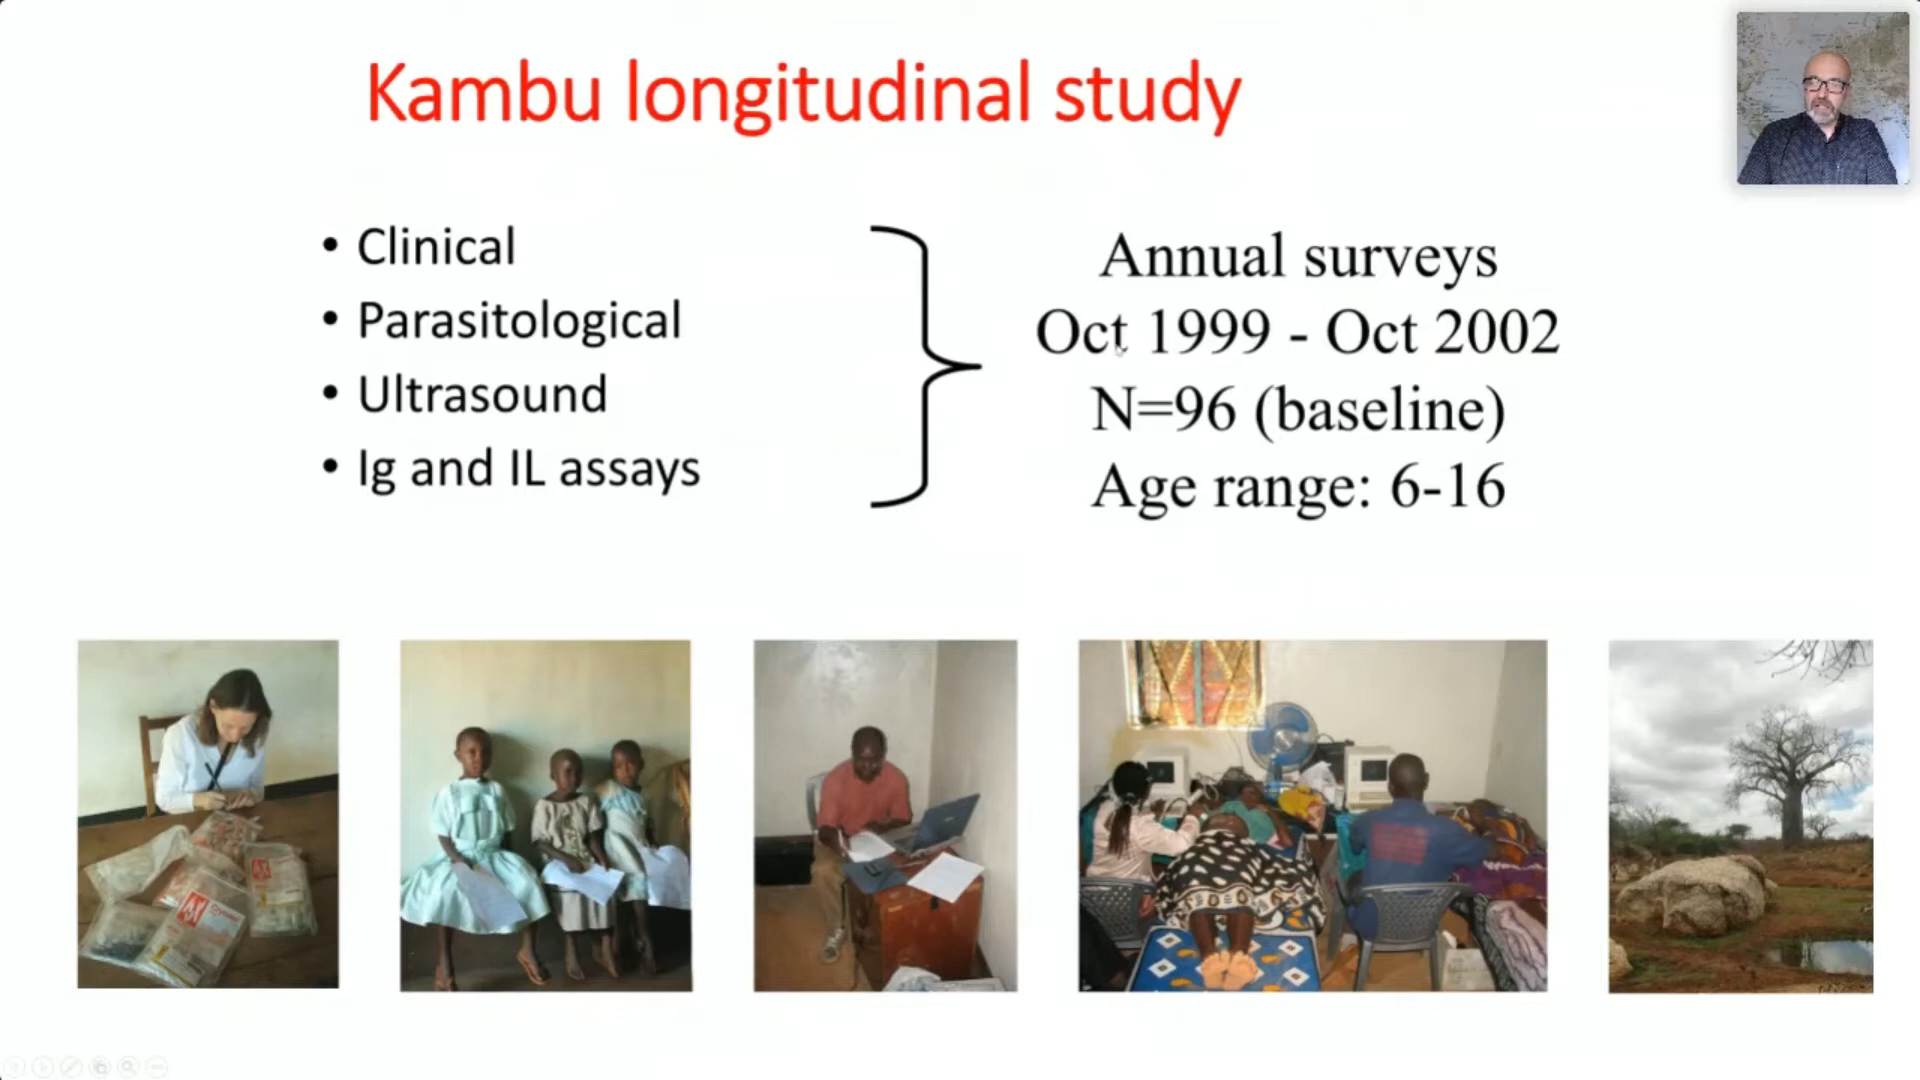 Kambu longitudinal study
• Clinical
• Parasitological
• Ultrasound
• Ig and IL assays
Annual surveys
Oct 1999 - Oct 2002
N=96 (baseline)
Age range: 6-16